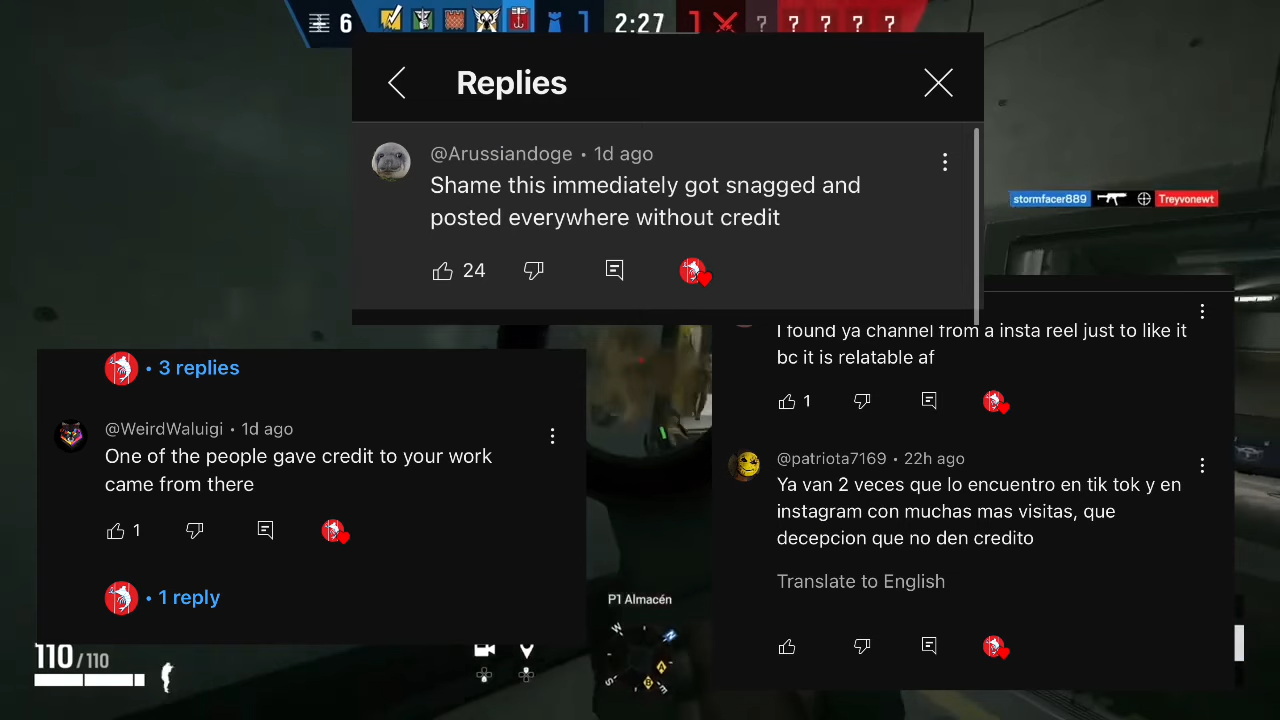 6
1
2:27
1
?
?
?
?
?
Replies
@Arussiandoge • 1d ago
Shame this immediately got snagged and
posted everywhere without credit
24
stormfacer889
Treyvonewt
I found ya channel from a insta reel just to like it
bc it is relatable af
1
• 3 replies
@WeirdWaluigi • 1d ago
One of the people gave credit to your work
came from there
1
• 1 reply
@patriota7169 • 22h ago
Ya van 2 veces que lo encuentro en tik tok y en
instagram con muchas mas visitas, que
decepcion que no den credito
Translate to English
P1 Almacén
W
N
S
E
A
B
110/110